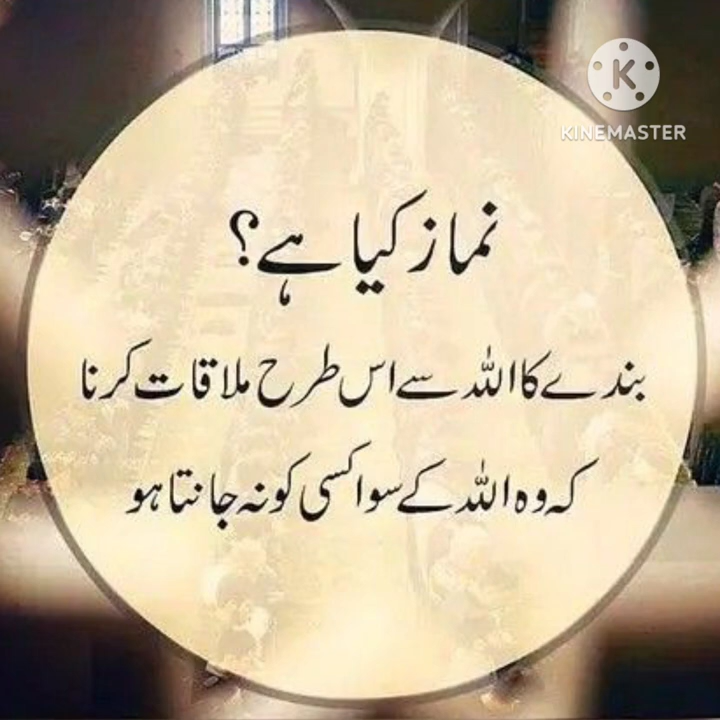 KINEMASTER
نماز کیا ہے؟
بندے کا اللہ سے اس طرح ملاقات کرنا
کہ وہ اللہ کے سوا کسی کو نہ جانتا ہو